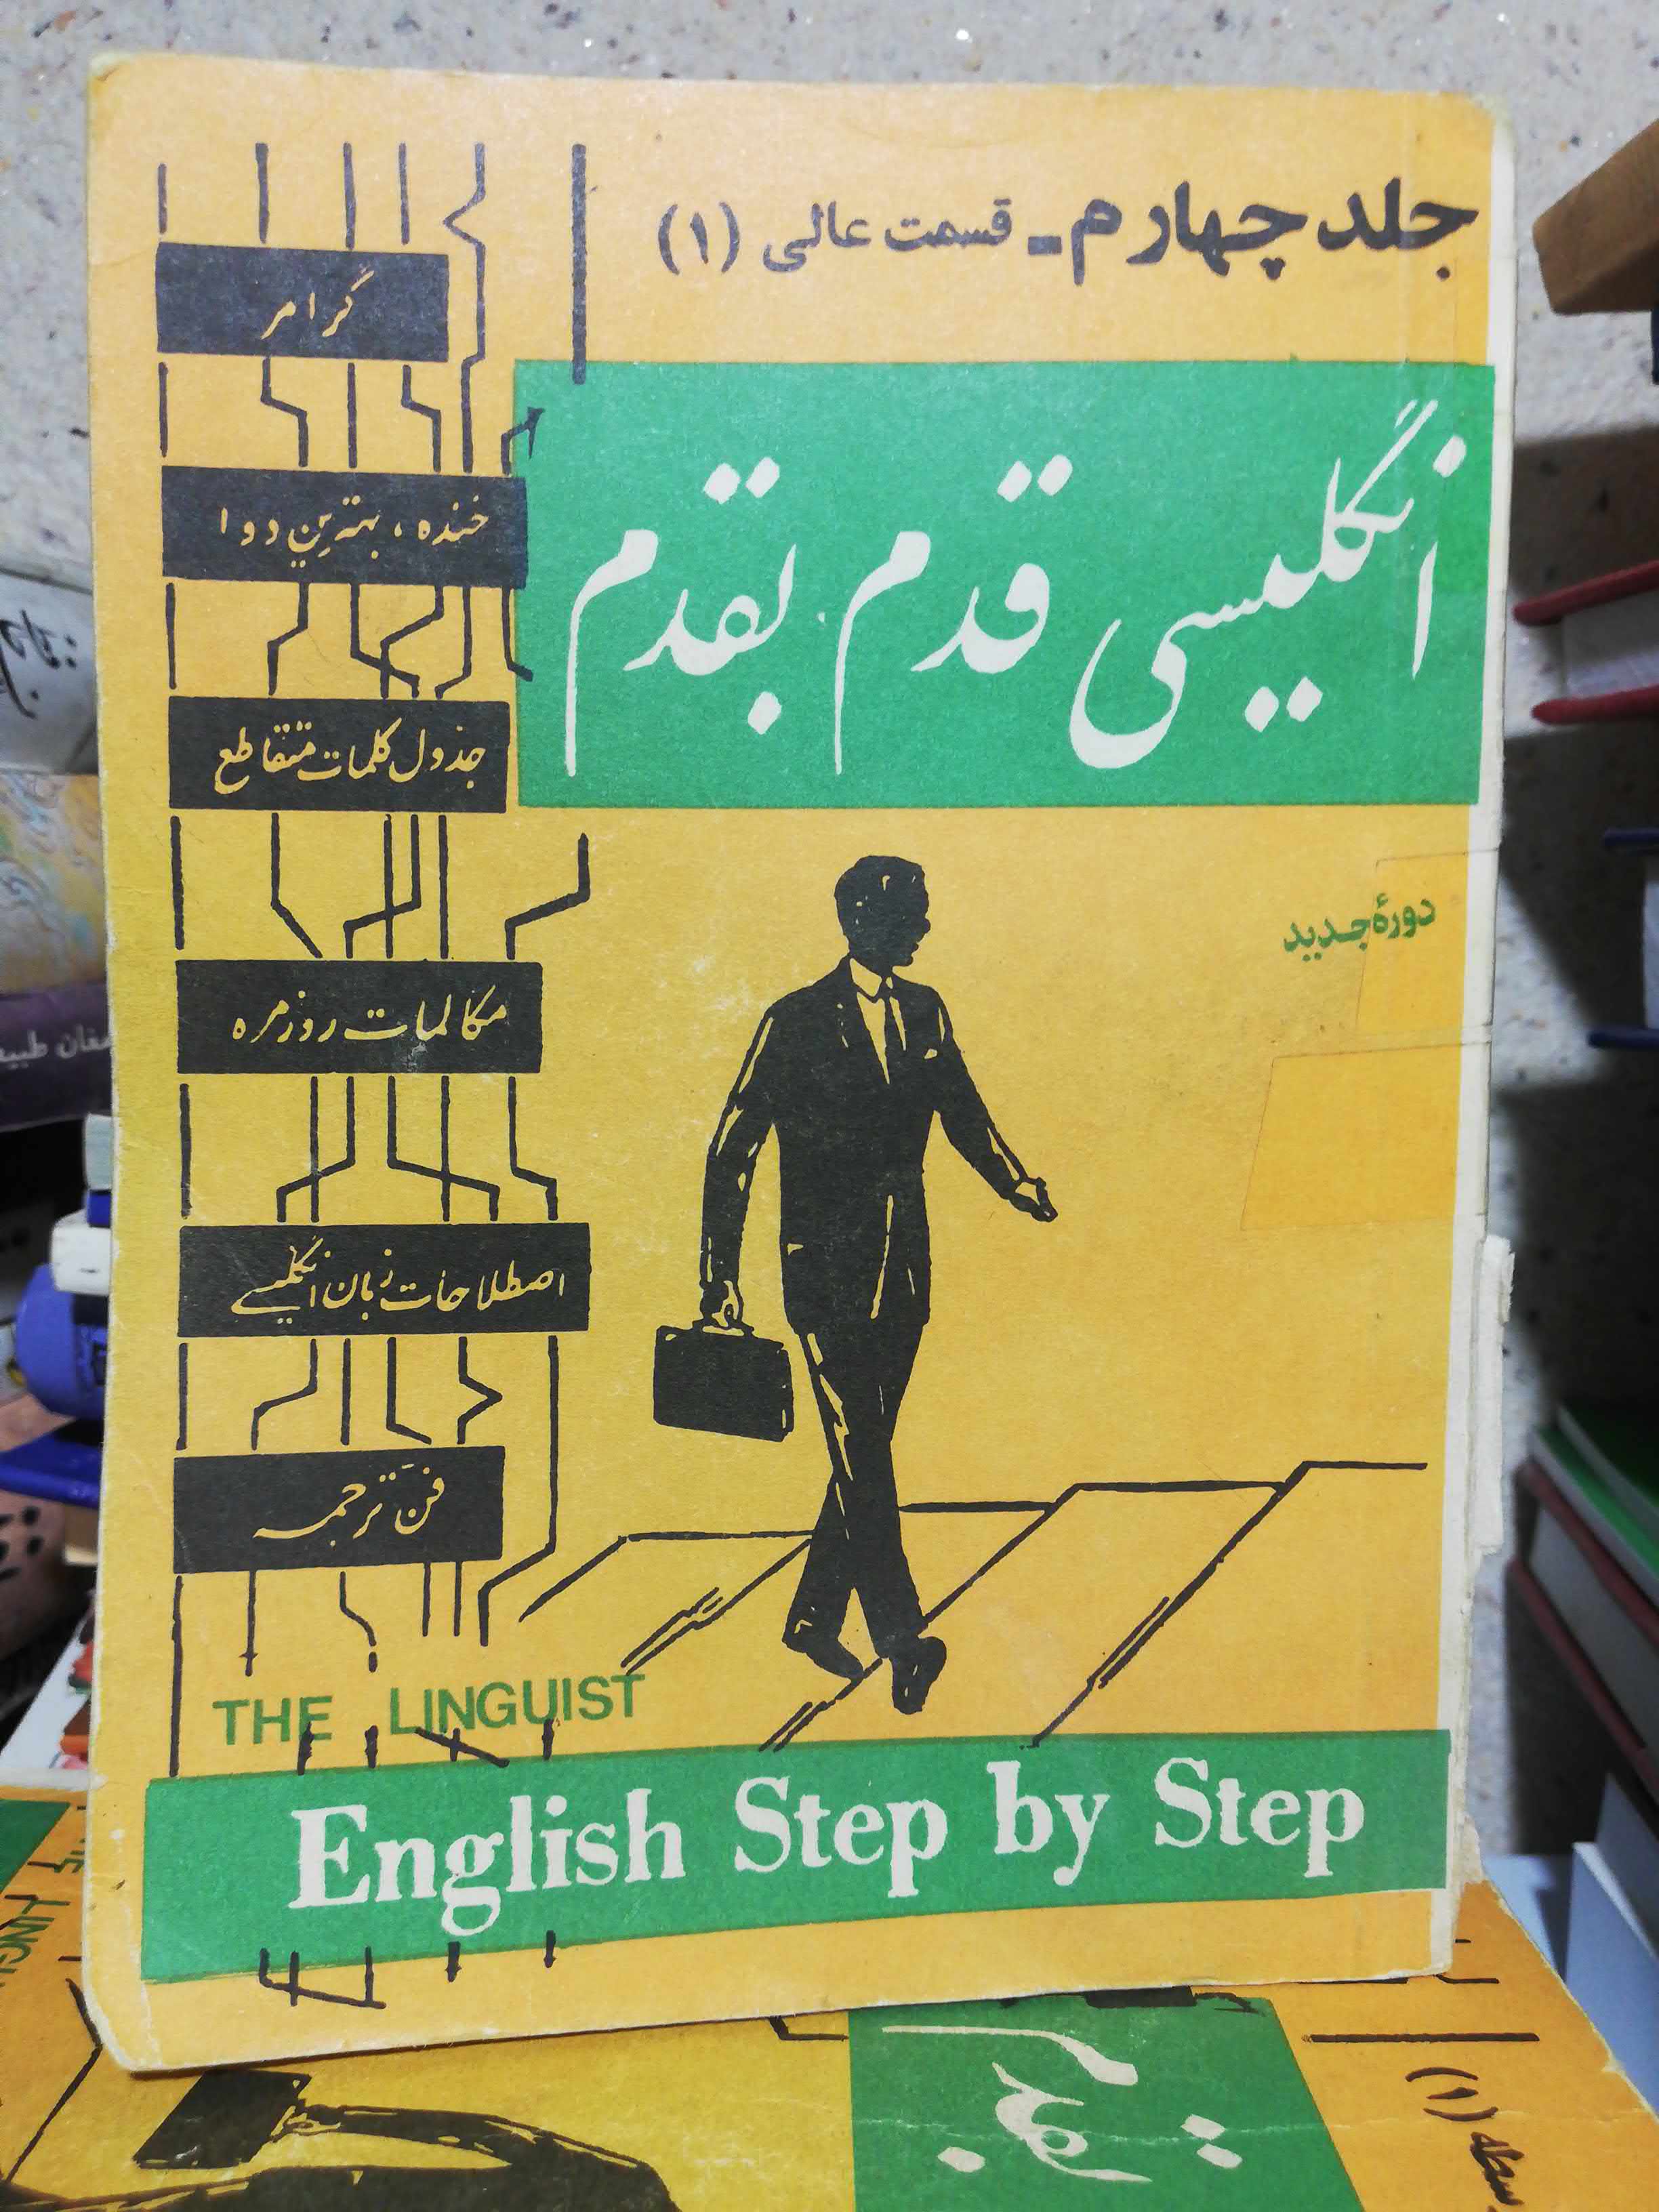 جلد چهارم - قسمت عالی (۱)
انگلیسی قدم بقدم
گرامر
خنده، بهترین دوا
جدول کلمات متقاطع
مکالمات روزمره
اصطلاحات زبان انگلیسی
فنّ ترجمه
دورهٔ جدید
THE LINGUIST
English Step by Step
(۱)